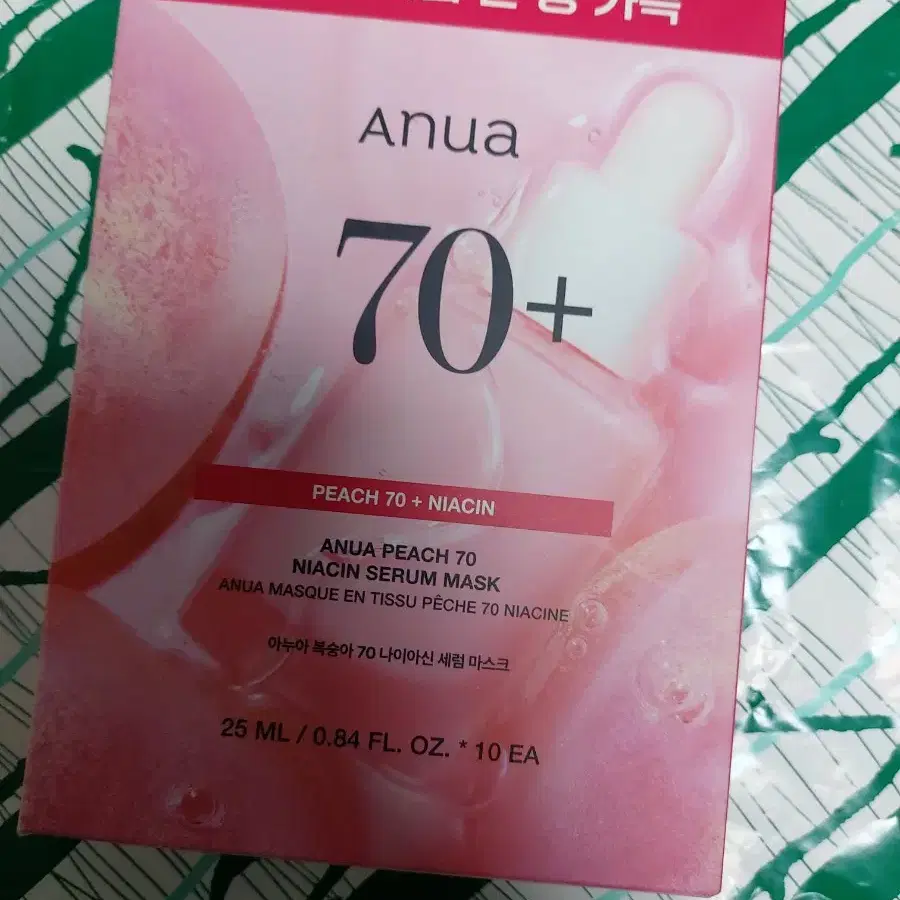 가득
Anua
70+
PEACH 70 + NIACIN
ANUA PEACH 70
NIACIN SERUM MASK
ANUA MASQUE EN TISSU PÊCHE 70 NIACINE
아누아 복숭아 70 나이아신 세럼 마스크
25 ML / 0.84 FL. OZ. * 10 EA